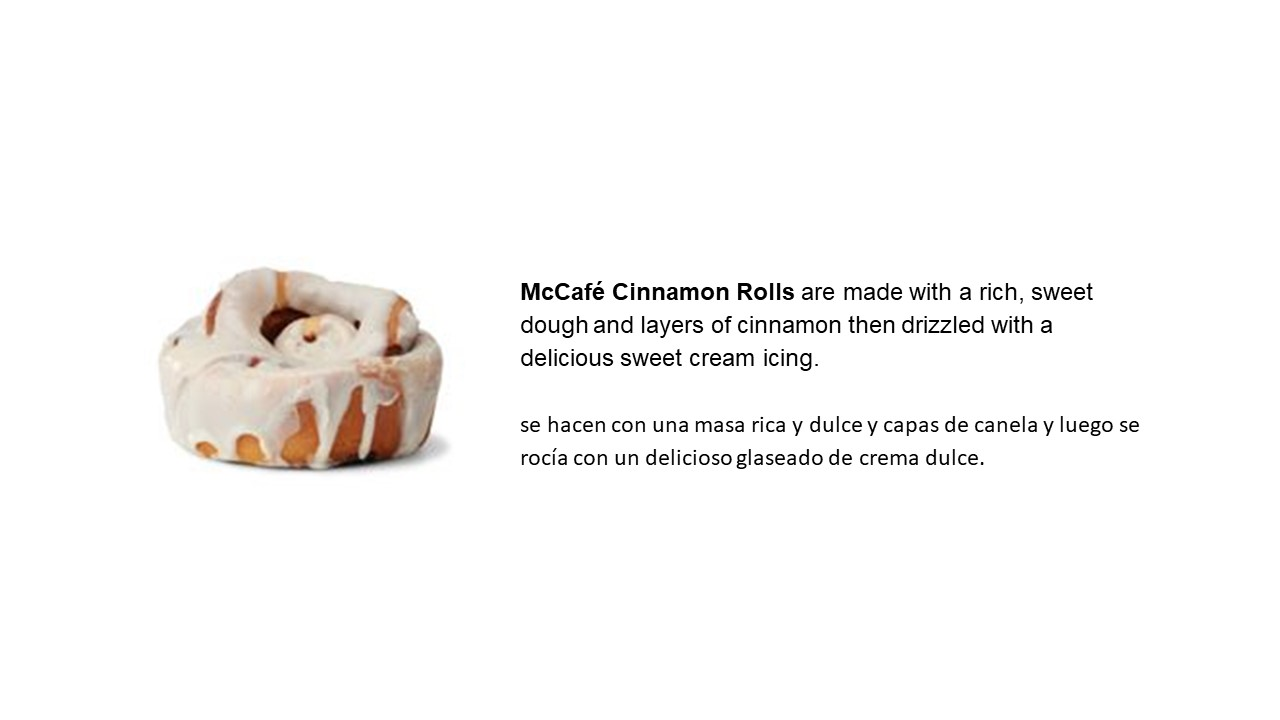 McCafé Cinnamon Rolls are made with a rich, sweet
dough and layers of cinnamon then drizzled with a
delicious sweet cream icing.
se hacen con una masa rica y dulce y capas de canela y luego se
rocía con un delicioso glaseado de crema dulce.